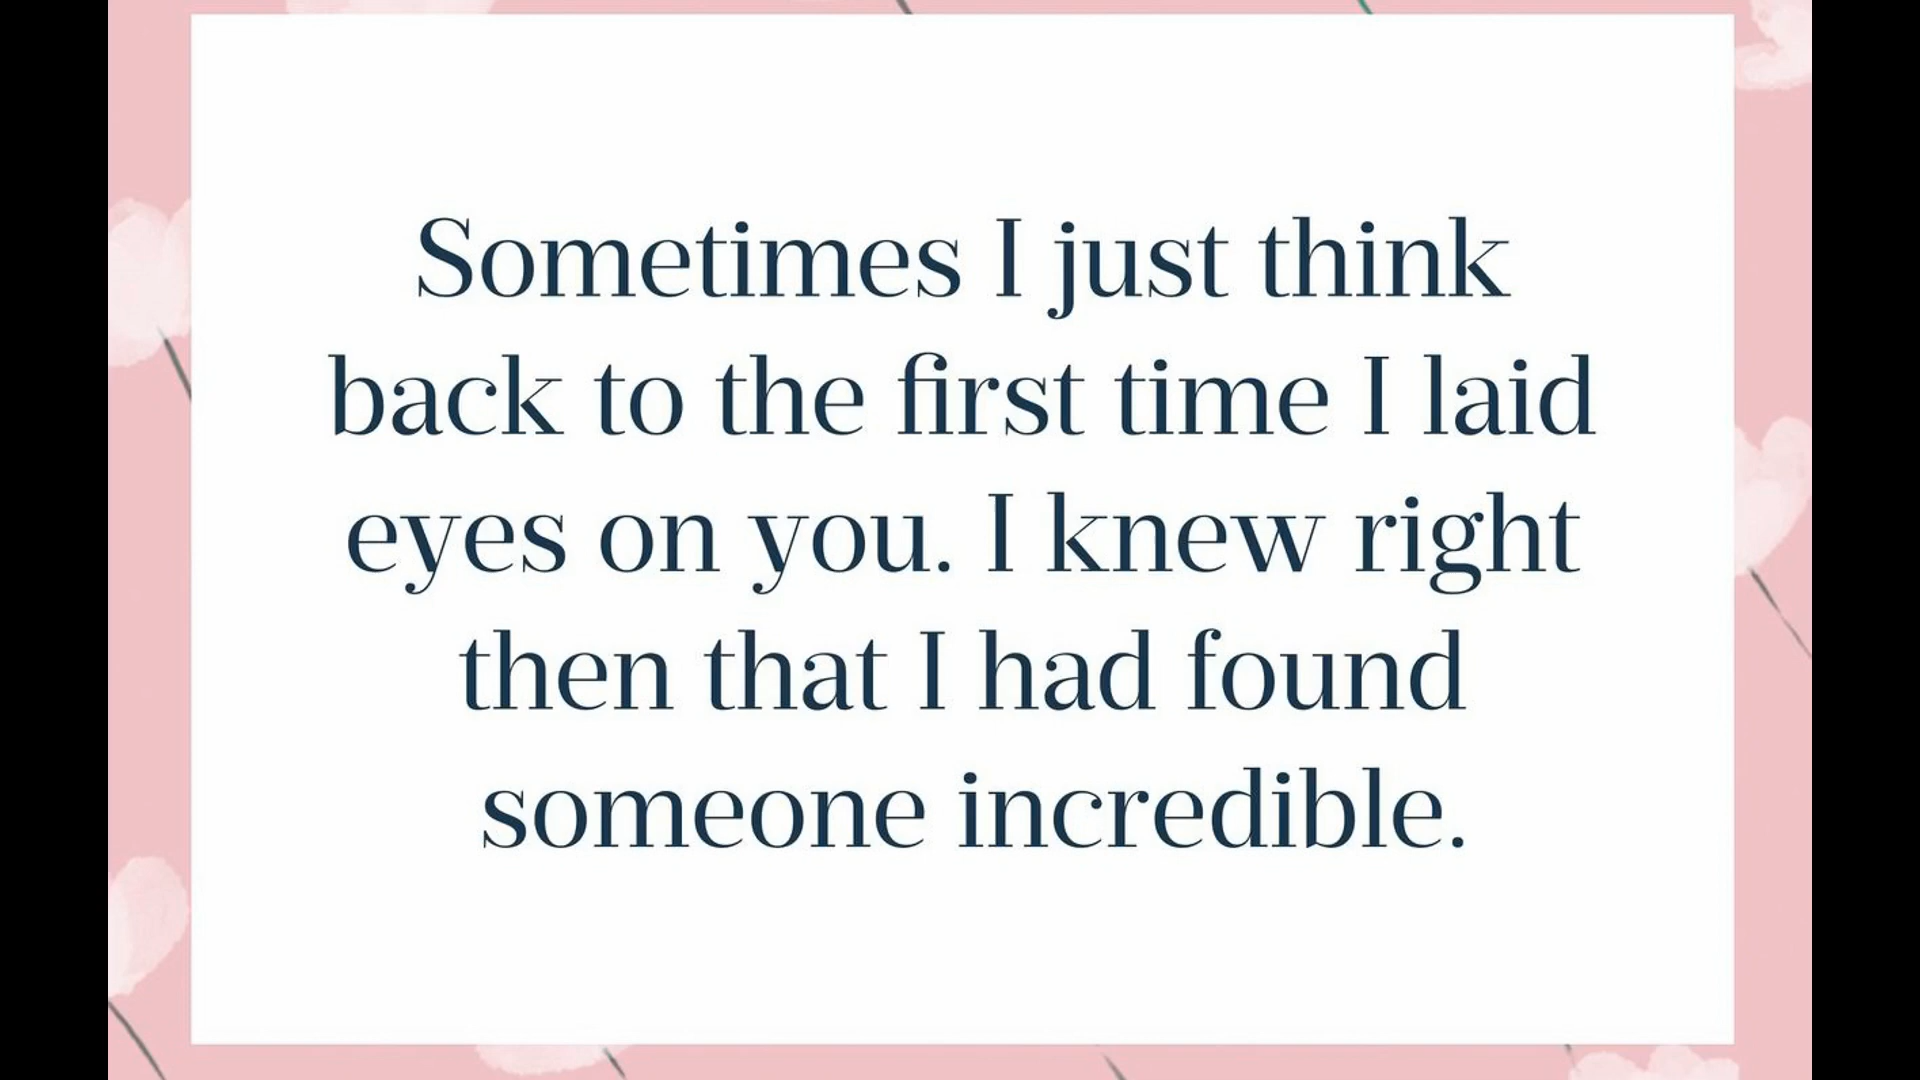 Sometimes I just think
back to the first time I laid
eyes on you. I knew right
then that I had found
someone incredible.